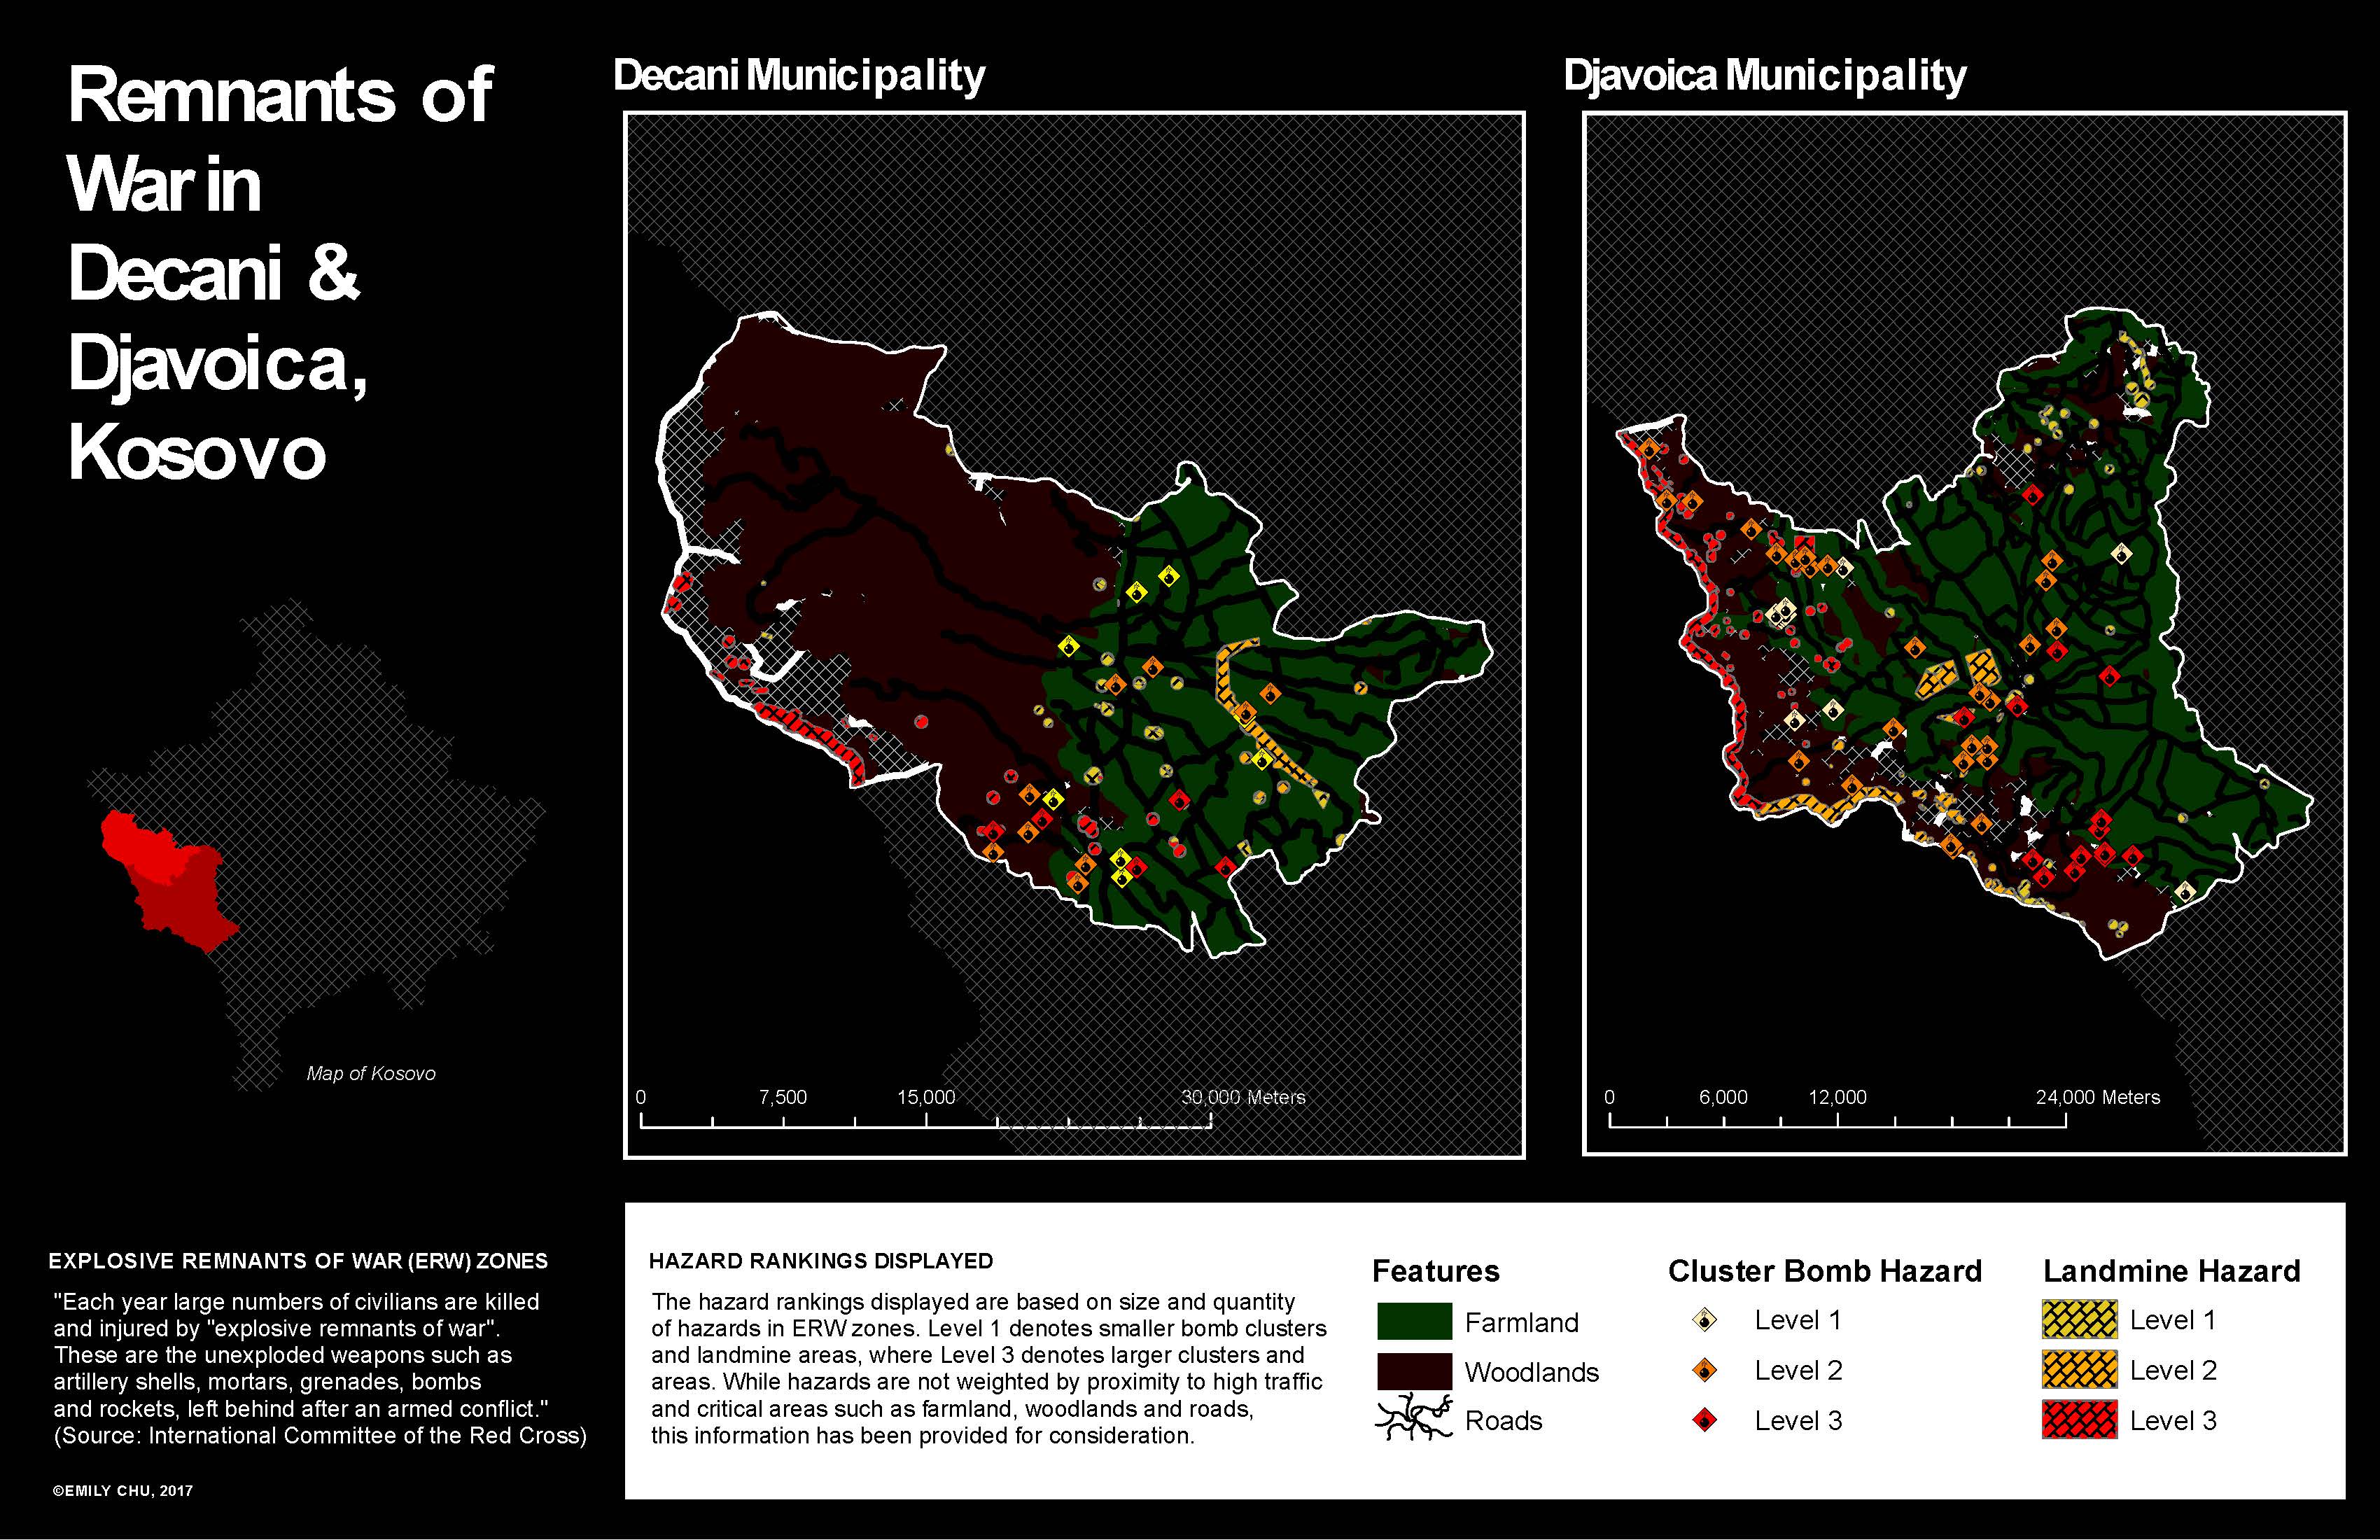 Remnants of
War in
Decani &
Djavoica,
Kosovo
Map of Kosovo
EXPLOSIVE REMNANTS OF WAR (ERW) ZONES
"Each year large numbers of civilians are killed
and injured by "explosive remnants of war".
These are the unexploded weapons such as
artillery shells, mortars, grenades, bombs
and rockets, left behind after an armed conflict."
(Source: International Committee of the Red Cross)
©EMILY CHU, 2017
Decani Municipality
0 7,500 15,000 30,000 Meters
Djavoica Municipality
0 6,000 12,000 24,000 Meters
HAZARD RANKINGS DISPLAYED
The hazard rankings displayed are based on size and quantity
of hazards in ERW zones. Level 1 denotes smaller bomb clusters
and landmine areas, where Level 3 denotes larger clusters and
areas. While hazards are not weighted by proximity to high traffic
and critical areas such as farmland, woodlands and roads,
this information has been provided for consideration.
Features
Farmland
Woodlands
Roads
Cluster Bomb Hazard
Level 1
Level 2
Level 3
Landmine Hazard
Level 1
Level 2
Level 3